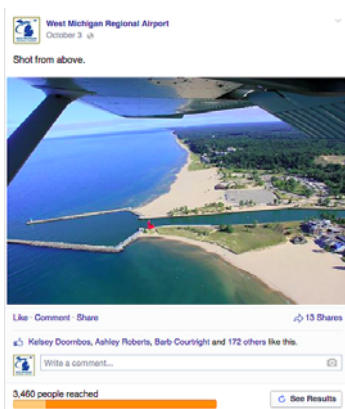 West Michigan Regional Airport
October 3
Shot from above.
Like · Comment · Share
13 Shares
Kelsey Doornbos, Ashley Roberts, Barb Courtright and 172 others like this.
Write a comment...
3,460 people reached
See Results